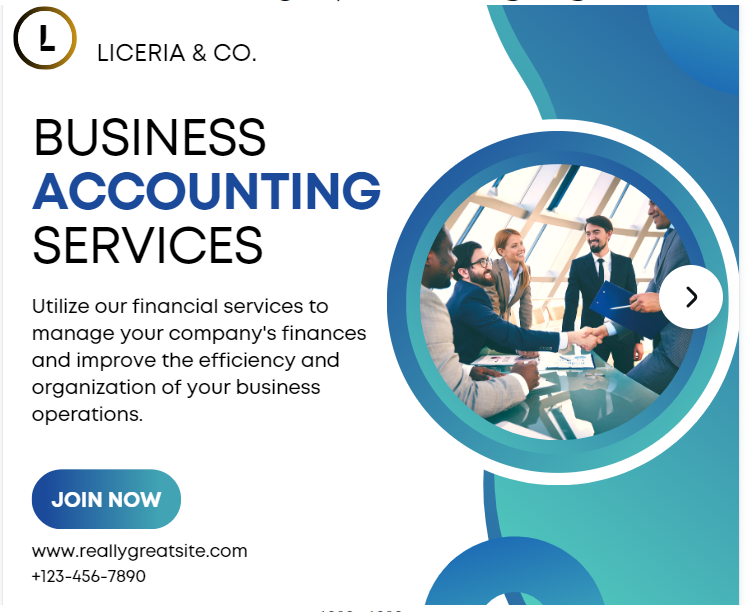 L
LICERIA & CO.
BUSINESS
ACCOUNTING
SERVICES
Utilize our financial services to
manage your company's finances
and improve the efficiency and
organization of your business
operations.
JOIN NOW
www.reallygreatsite.com
+123-456-7890